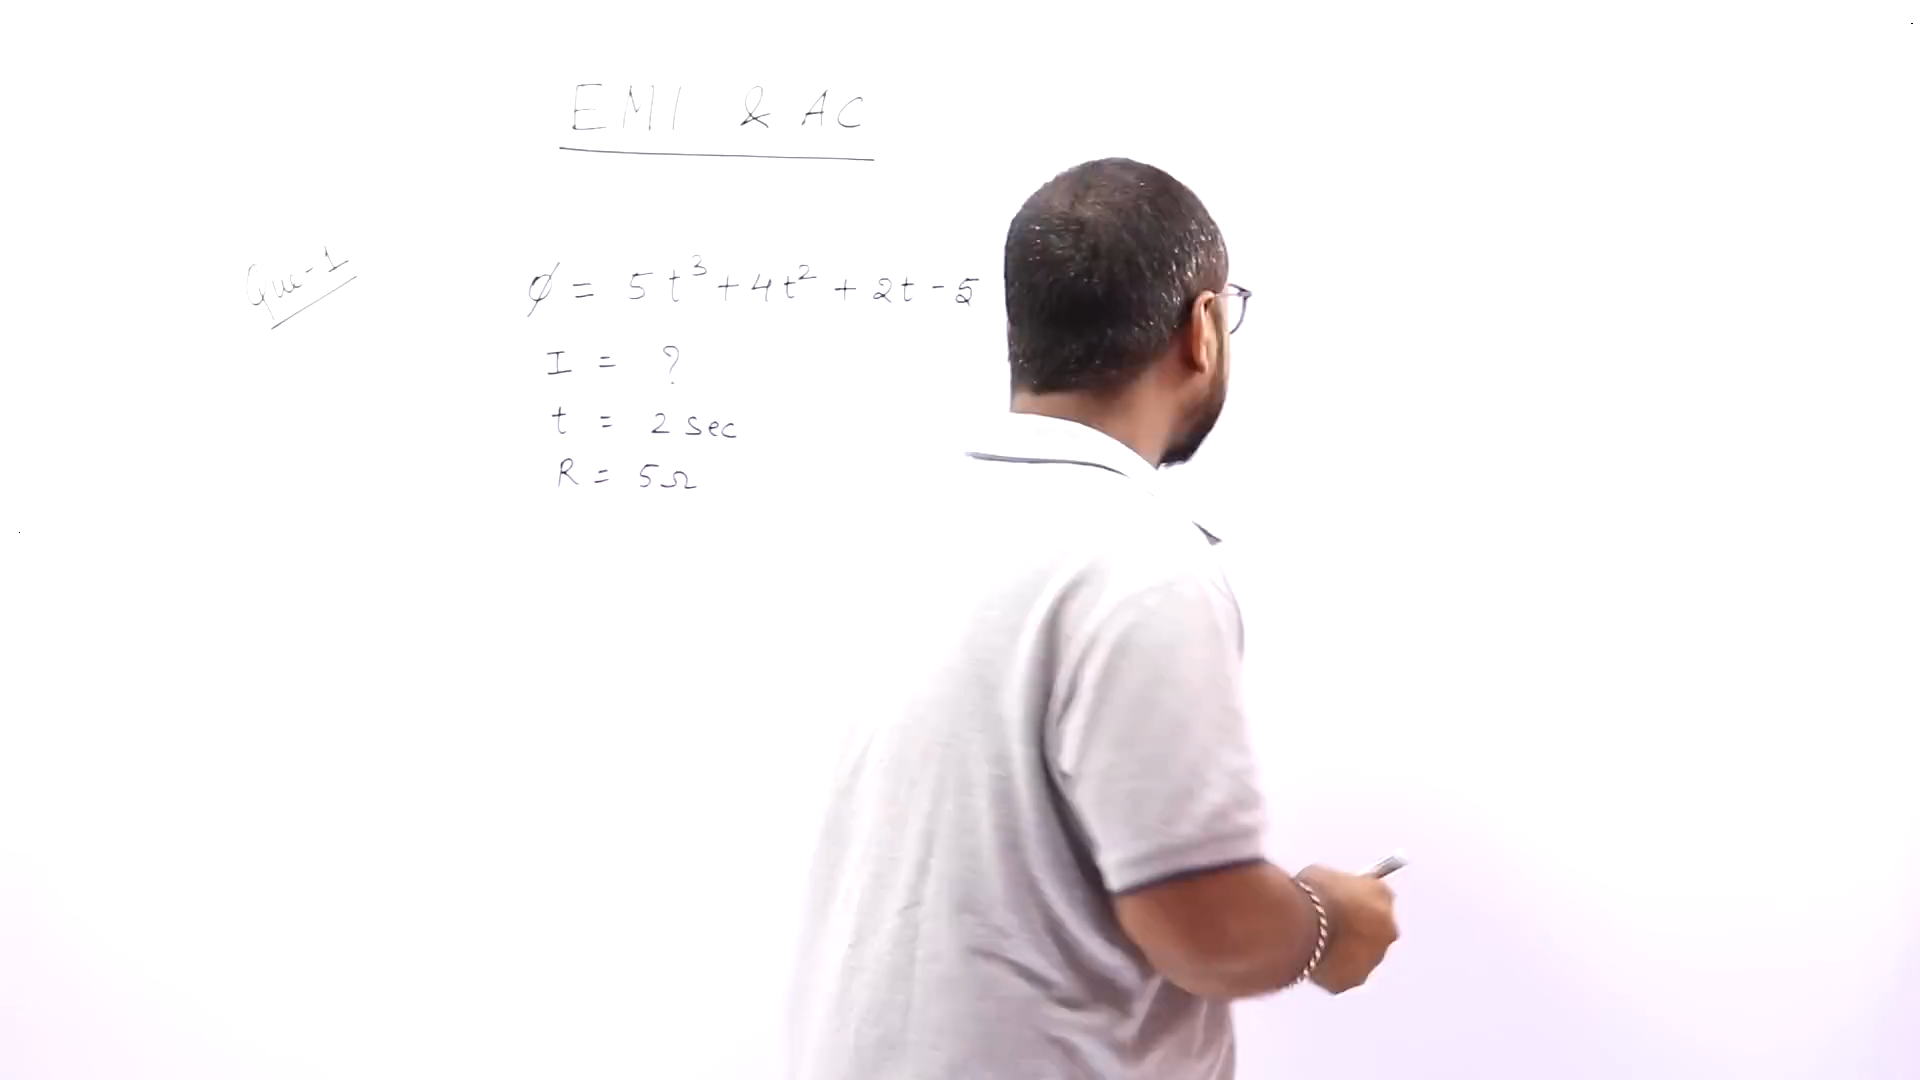 EMI & AC
Que-1
ϕ = 5t³ + 4t² + 2t - 5
I = ?
t = 2 sec
R = 5Ω